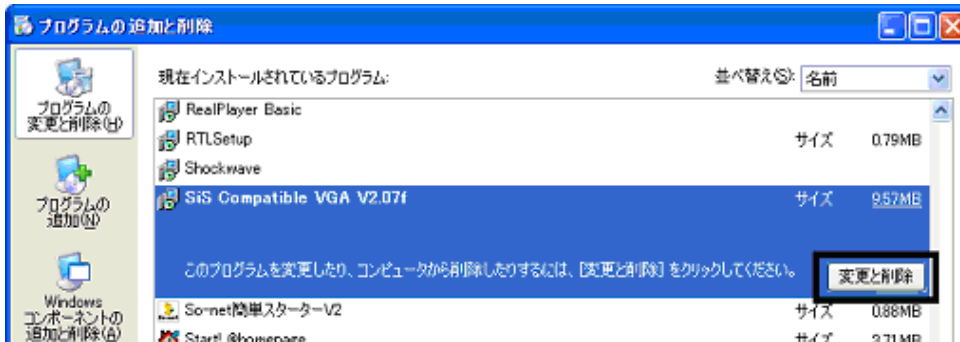 プログラムの追加と削除
現在インストールされているプログラム:
並べ替え(S):
名前
プログラムの
変更と削除(H)
プログラムの
追加(N)
Windows
コンポーネントの
追加と削除(A)
RealPlayer Basic
RTLSetup サイズ 0.79MB
Shockwave
SiS Compatible VGA V2.07f サイズ 9.57MB
このプログラムを変更したり、コンピュータから削除したりするには、[変更と削除] をクリックしてください。
変更と削除
So-net簡単スターターV2 サイズ 0.88MB
Start! @homepage サイズ 3.71MB